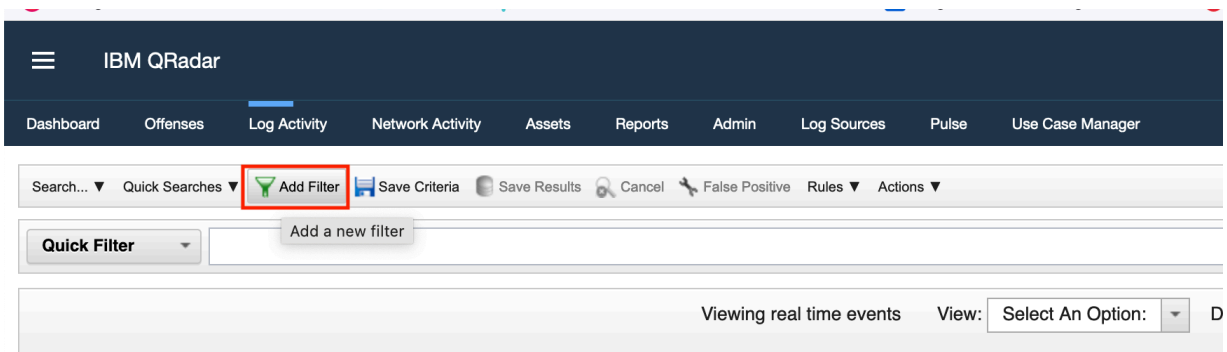 IBM QRadar
Dashboard Offenses Log Activity Network Activity Assets Reports Admin Log Sources Pulse Use Case Manager
Search... ▼ Quick Searches ▼ Add Filter Save Criteria Save Results Cancel False Positive Rules ▼ Actions ▼
Add a new filter
Quick Filter
Viewing real time events View: Select An Option: D